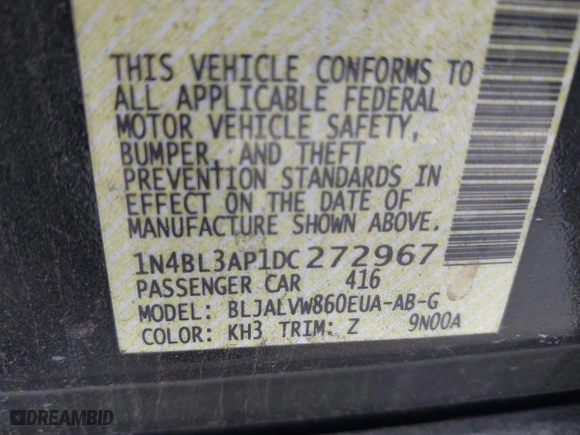 THIS VEHICLE CONFORMS TO
ALL APPLICABLE FEDERAL
MOTOR VEHICLE SAFETY,
BUMPER, AND THEFT
PREVENTION STANDARDS IN
EFFECT ON THE DATE OF
MANUFACTURE SHOWN ABOVE.
1N4BL3AP1DC272967
PASSENGER CAR 416
MODEL: BLJALVW860EUA-AB-G
COLOR: KH3 TRIM: Z 9N00A
DREAMBID